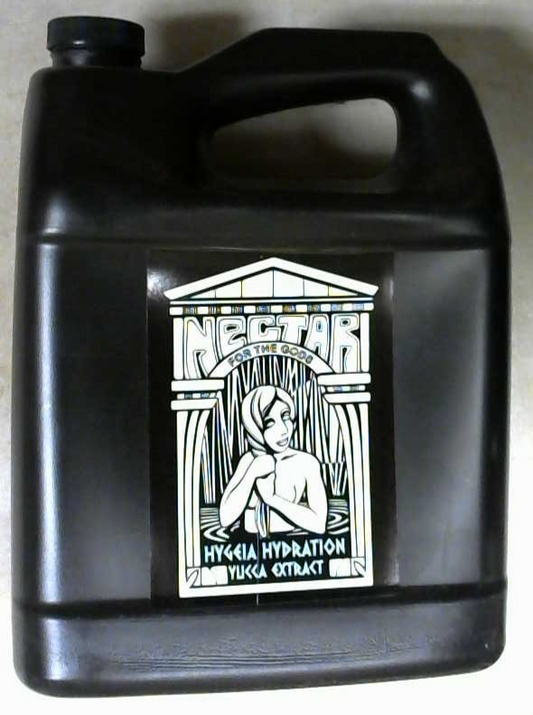 NECTAR
FOR THE GODS
HYGEIA HYDRATION
YUCCA EXTRACT